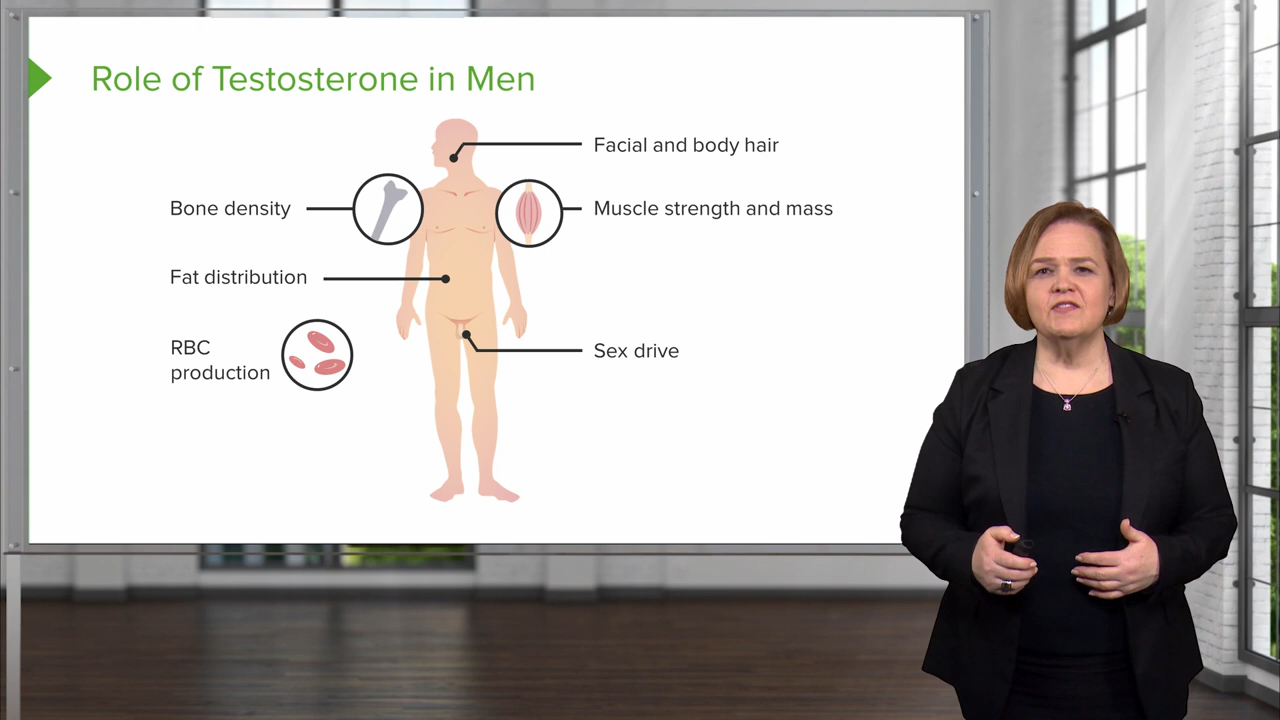 Role of Testosterone in Men
Facial and body hair
Bone density
Muscle strength and mass
Fat distribution
RBC
production
Sex drive